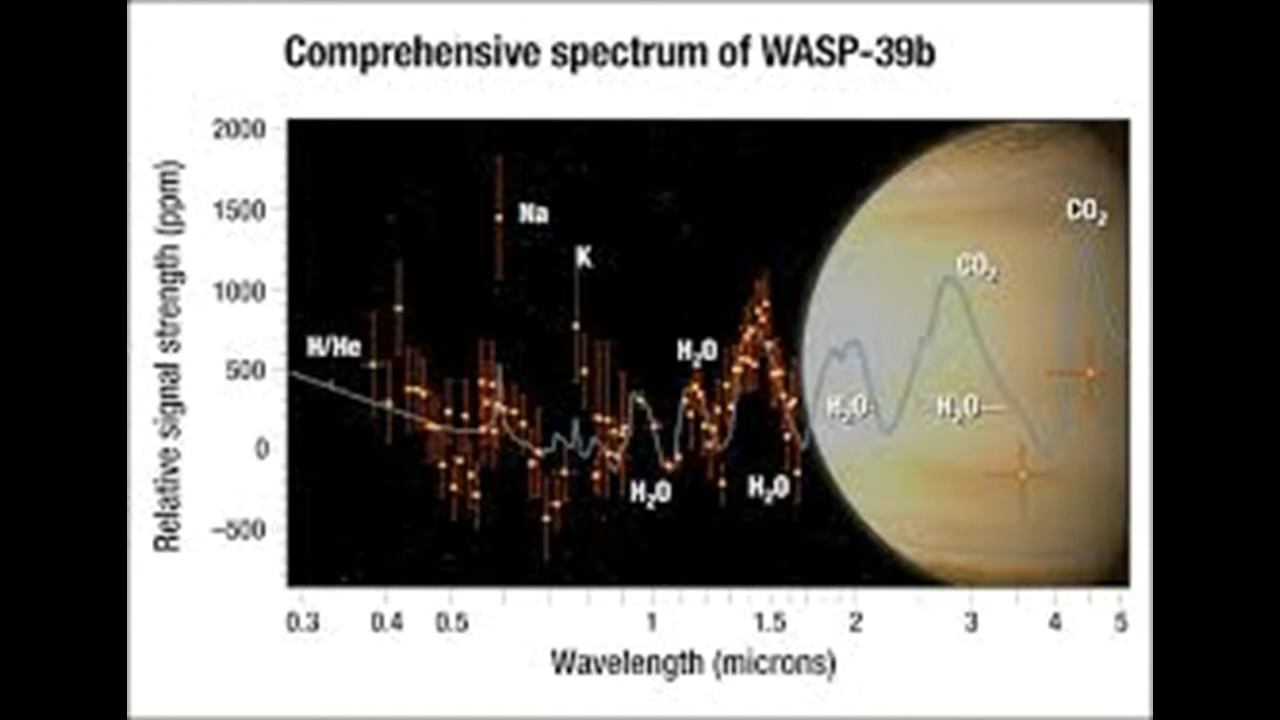 Comprehensive spectrum of WASP-39b
Relative signal strength (ppm)
2000
1500
1000
500
0
–500
H/He
Na
K
H₂O
H₂O
H₂O
H₂O
H₂O
CO₂
CO₂
0.3 0.4 0.5 1 1.5 2 3 4 5
Wavelength (microns)